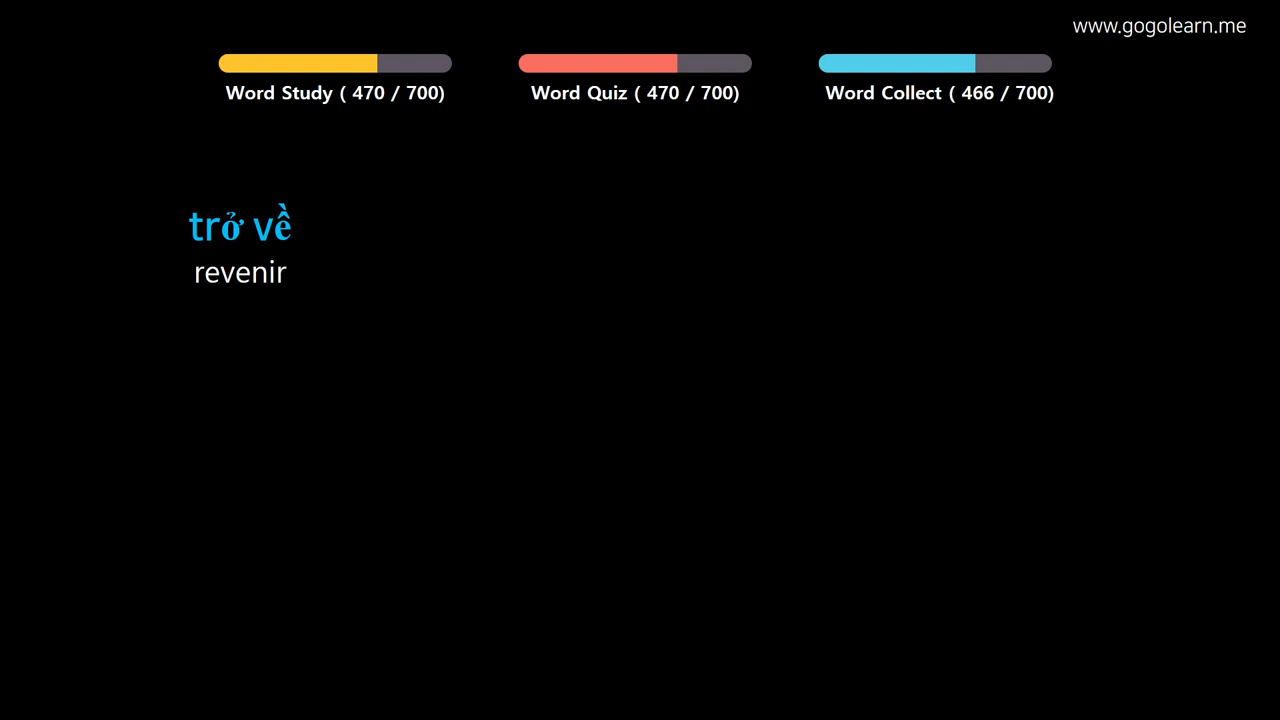 www.gogolearn.me
Word Study ( 470 / 700)
Word Quiz ( 470 / 700)
Word Collect ( 466 / 700)
trở về
revenir